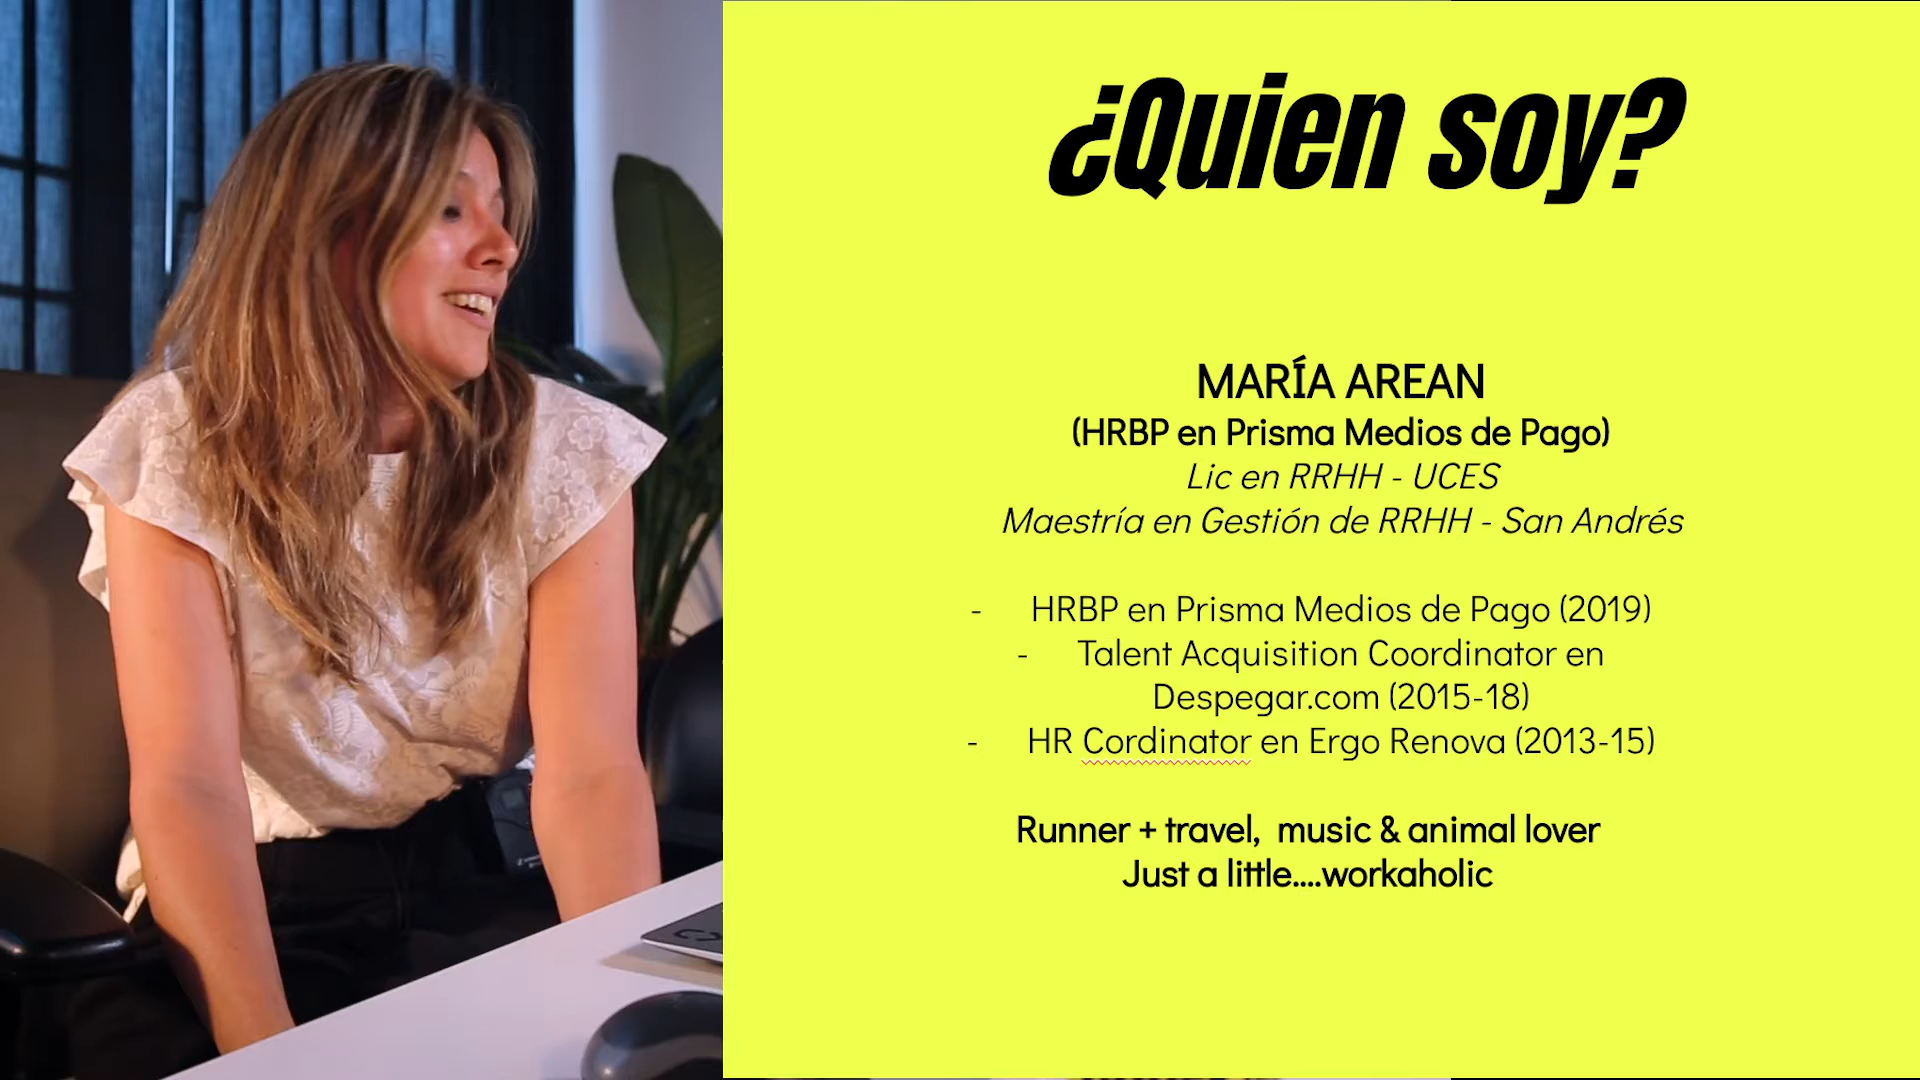 ¿Quien soy?
MARÍA AREAN
(HRBP en Prisma Medios de Pago)
Lic en RRHH - UCES
Maestría en Gestión de RRHH - San Andrés
- HRBP en Prisma Medios de Pago (2019)
- Talent Acquisition Coordinator en
Despegar.com (2015-18)
- HR Cordinator en Ergo Renova (2013-15)
Runner + travel,  music & animal lover
Just a little....workaholic